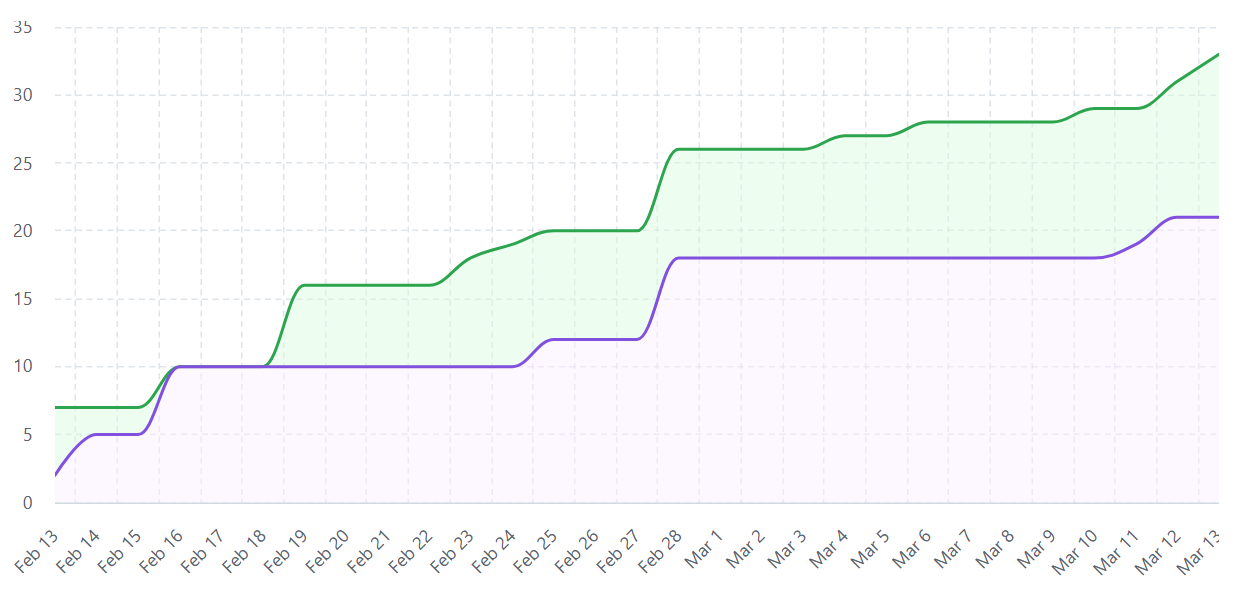 35
30
25
20
15
10
5
0
Feb 13
Feb 14
Feb 15
Feb 16
Feb 17
Feb 18
Feb 19
Feb 20
Feb 21
Feb 22
Feb 23
Feb 24
Feb 25
Feb 26
Feb 27
Feb 28
Mar 1
Mar 2
Mar 3
Mar 4
Mar 5
Mar 6
Mar 7
Mar 8
Mar 9
Mar 10
Mar 11
Mar 12
Mar 13